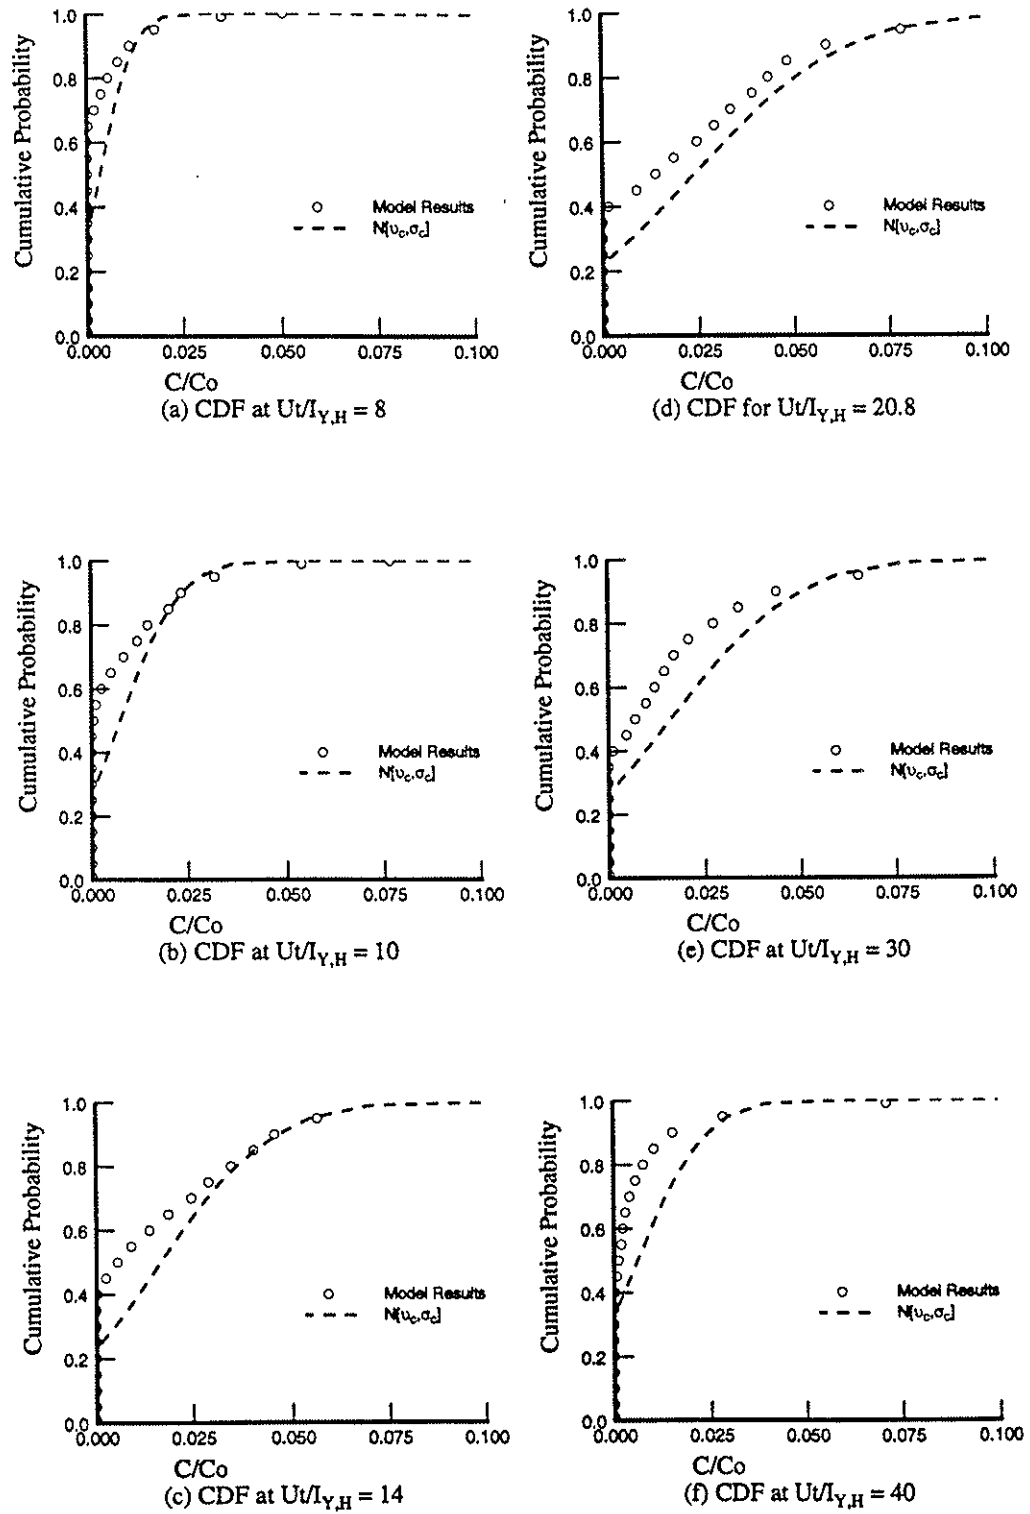 Cumulative Probability
1.0
0.8
0.6
0.4
0.2
0.0
Model Results
N[υc,σc]
0.000 0.025 0.050 0.075 0.100
C/Co
(a) CDF at Ut/I_Y,H = 8
Cumulative Probability
1.0
0.8
0.6
0.4
0.2
0.0
Model Results
N[υc,σc]
0.000 0.025 0.050 0.075 0.100
C/Co
(d) CDF for Ut/I_Y,H = 20.8
Cumulative Probability
1.0
0.8
0.6
0.4
0.2
0.0
Model Results
N[υc,σc]
0.000 0.025 0.050 0.075 0.100
C/Co
(b) CDF at Ut/I_Y,H = 10
Cumulative Probability
1.0
0.8
0.6
0.4
0.2
0.0
Model Results
N[υc,σc]
0.000 0.025 0.050 0.075 0.100
C/Co
(e) CDF at Ut/I_Y,H = 30
Cumulative Probability
1.0
0.8
0.6
0.4
0.2
0.0
Model Results
N[υc,σc]
0.000 0.025 0.050 0.075 0.100
C/Co
(c) CDF at Ut/I_Y,H = 14
Cumulative Probability
1.0
0.8
0.6
0.4
0.2
0.0
Model Results
N[υc,σc]
0.000 0.025 0.050 0.075 0.100
C/Co
(f) CDF at Ut/I_Y,H = 40